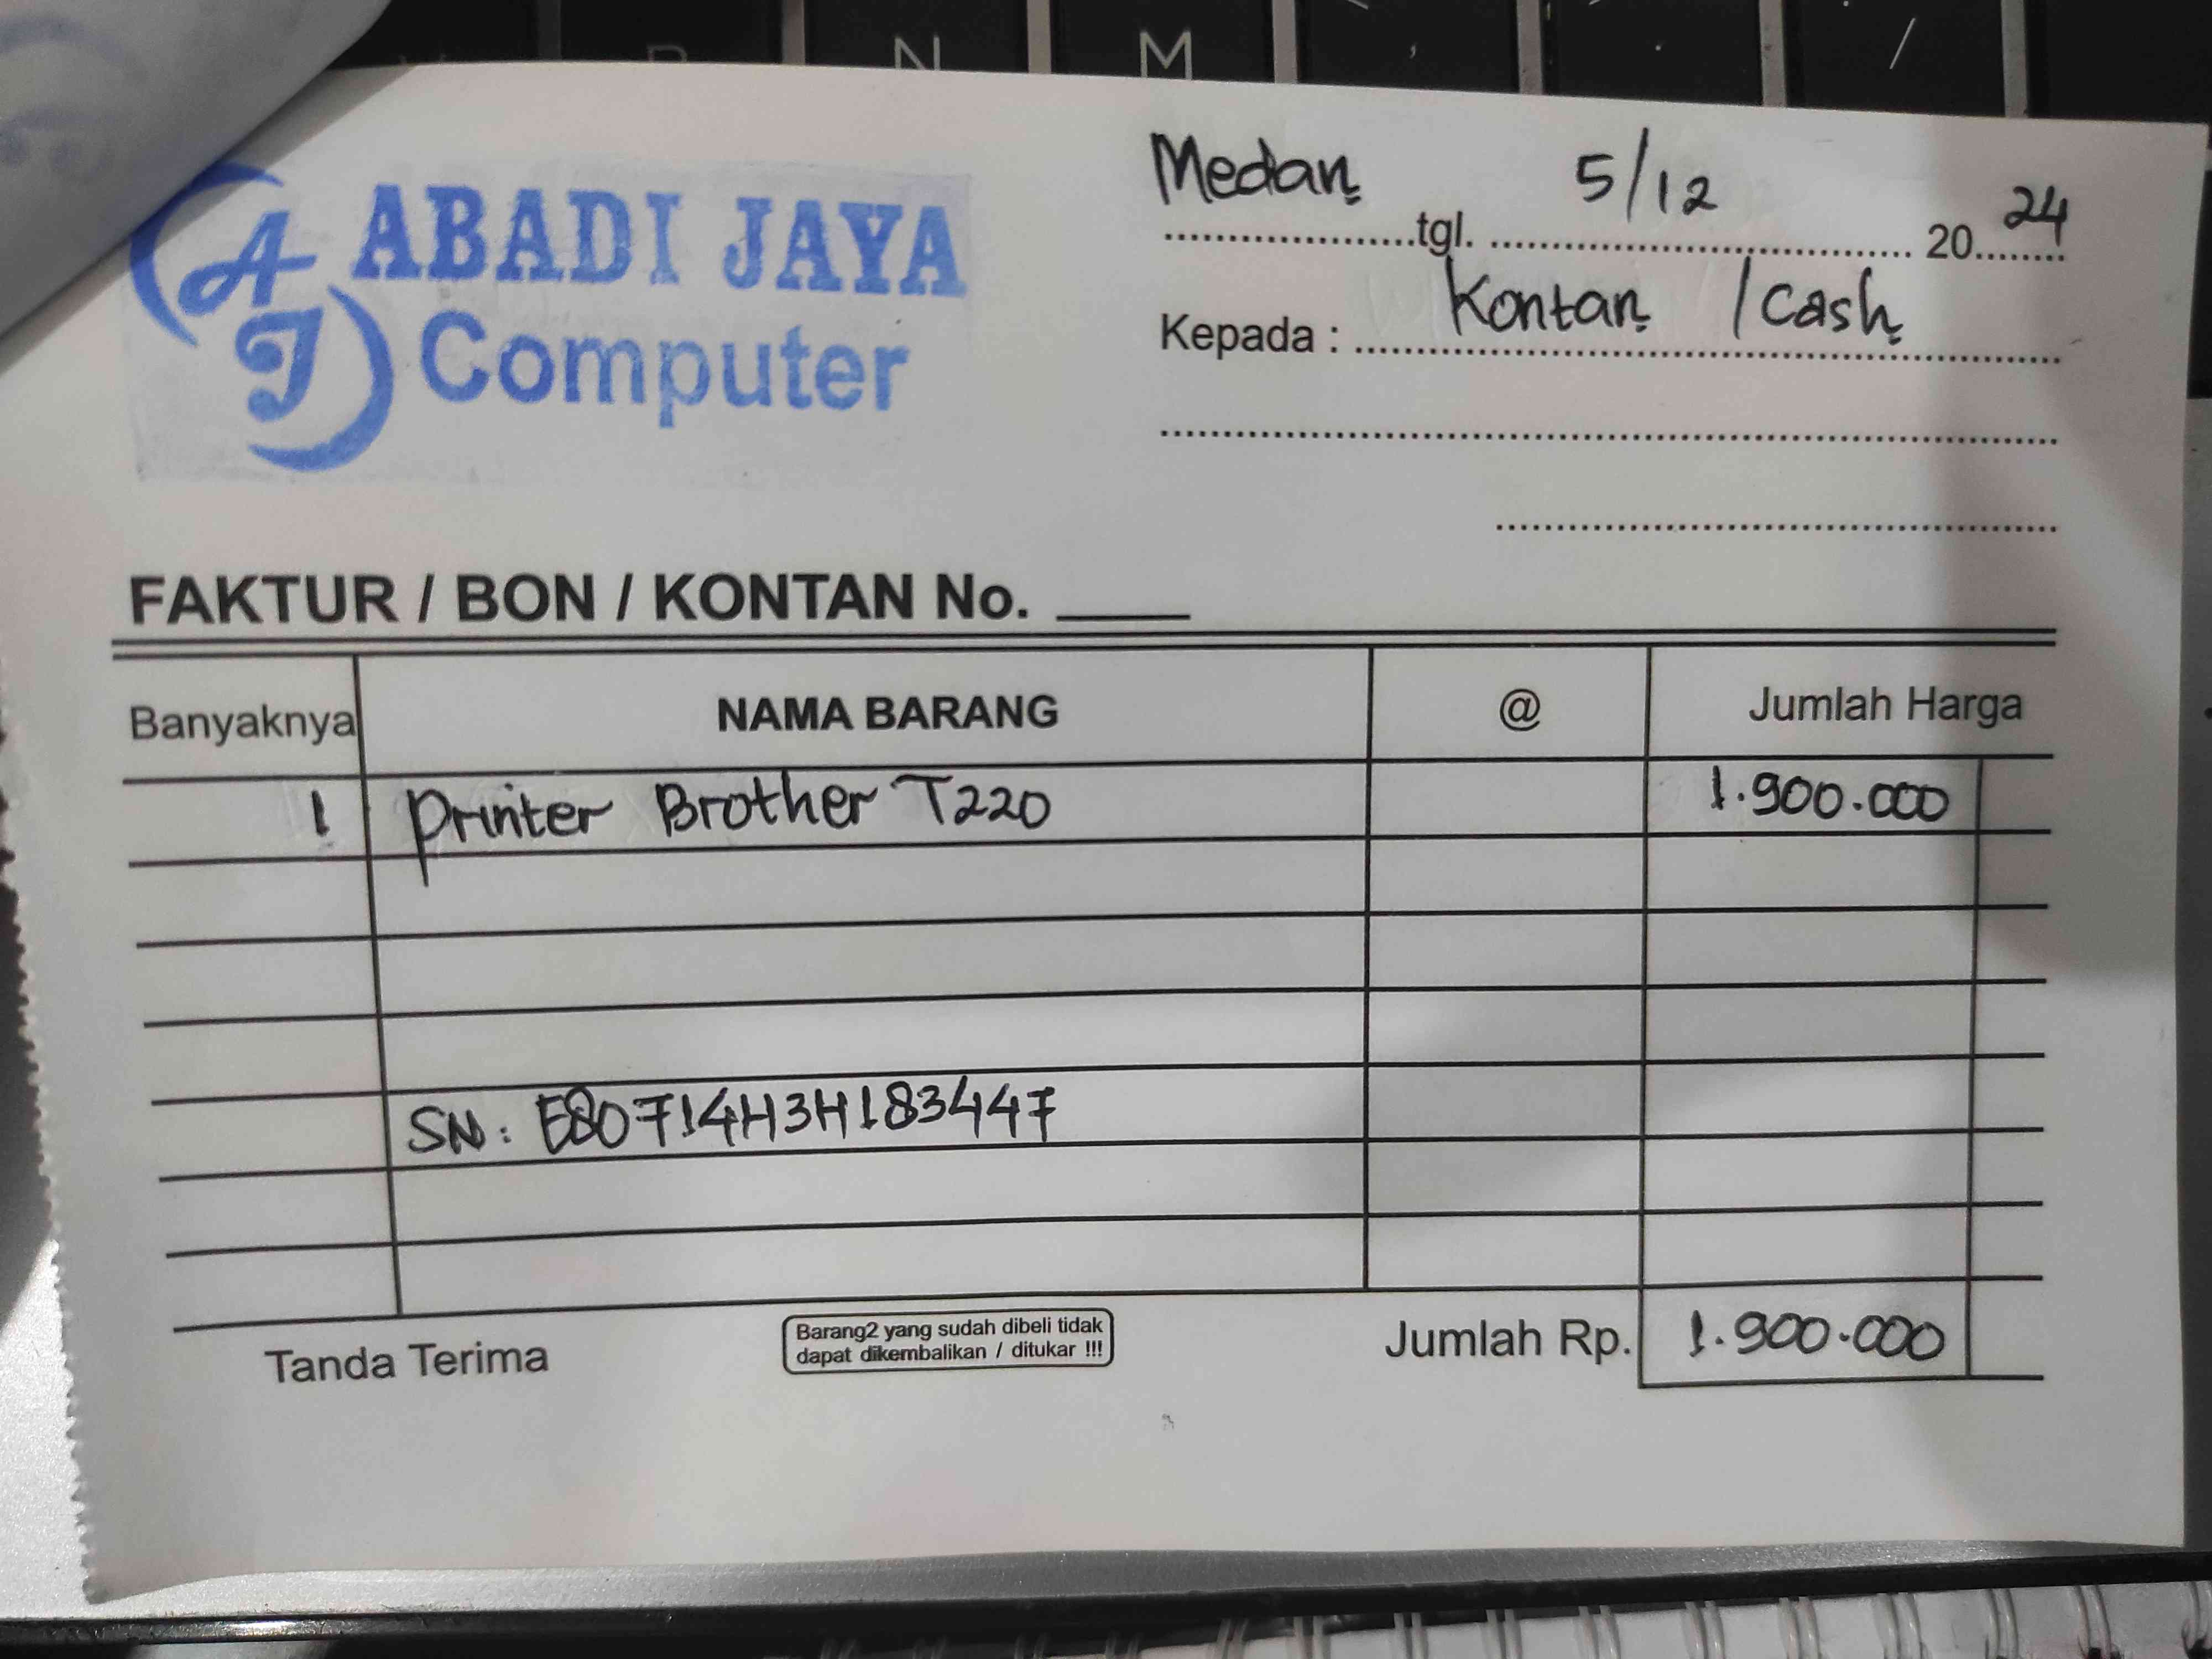 N M , . /
ABADI JAYA
Computer
Medan tgl. 5/12 2024
Kepada : Kontan / Cash
FAKTUR / BON / KONTAN No. ____
Banyaknya NAMA BARANG @ Jumlah Harga
1 Printer Brother T220 1.900.000
SN : E80714H3H183447
Tanda Terima
Barang2 yang sudah dibeli tidak
dapat dikembalikan / ditukar !!!
Jumlah Rp. 1.900.000